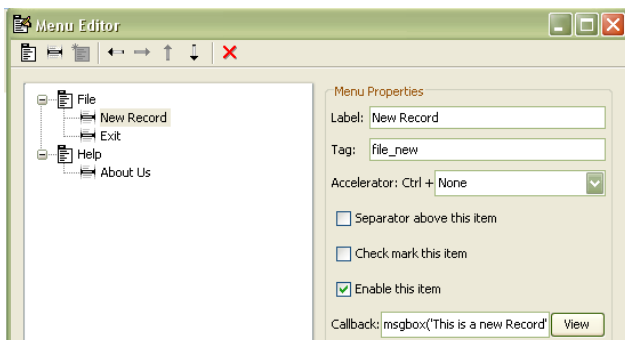 Menu Editor
File
New Record
Exit
Help
About Us
Menu Properties
Label: New Record
Tag: file_new
Accelerator: Ctrl + None
Separator above this item
Check mark this item
Enable this item
Callback: msgbox('This is a new Record' View